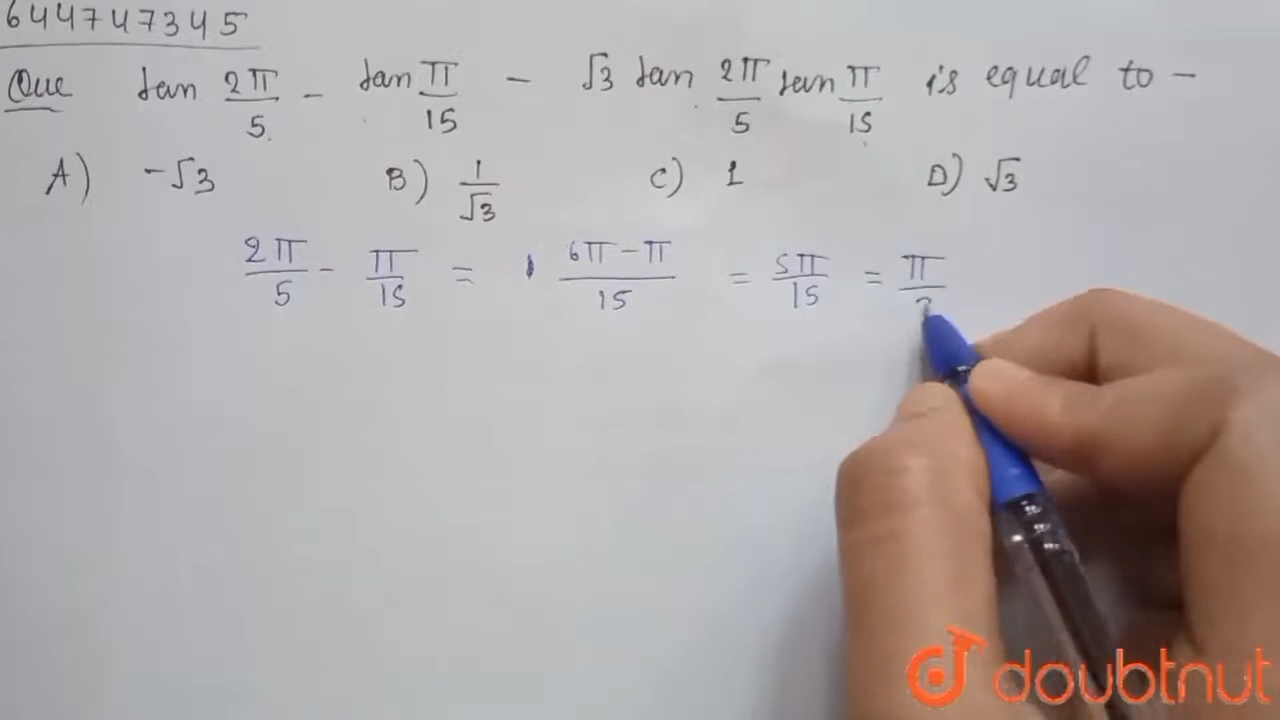 644747345
Que tan 2π/5 - tan π/15 - √3 tan 2π/5 tan π/15 is equal to -
A) -√3 B) 1/√3 C) 1 D) √3
2π/5 - π/15 = 6π-π/15 = 5π/15 = π/
doubtnut